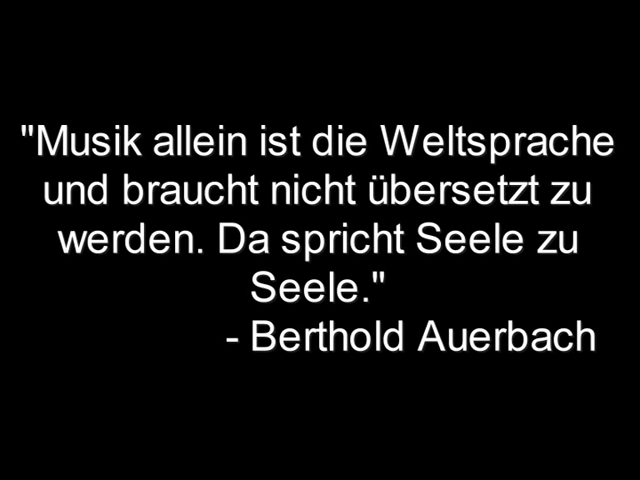 "Musik allein ist die Weltsprache
und braucht nicht übersetzt zu
werden. Da spricht Seele zu
Seele."
- Berthold Auerbach